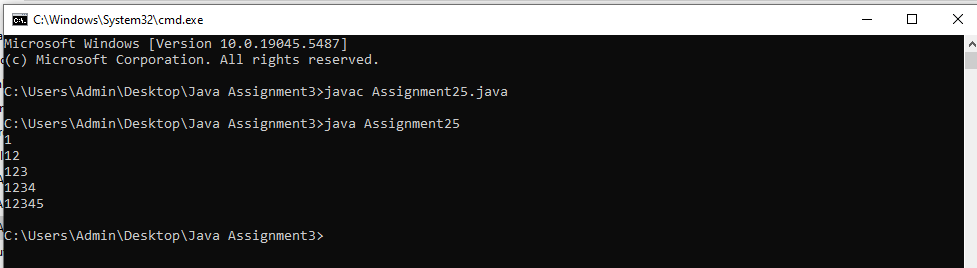 C:\Windows\System32\cmd.exe
Microsoft Windows [Version 10.0.19045.5487]
(c) Microsoft Corporation. All rights reserved.
C:\Users\Admin\Desktop\Java Assignment3>javac Assignment25.java
C:\Users\Admin\Desktop\Java Assignment3>java Assignment25
1
12
123
1234
12345
C:\Users\Admin\Desktop\Java Assignment3>